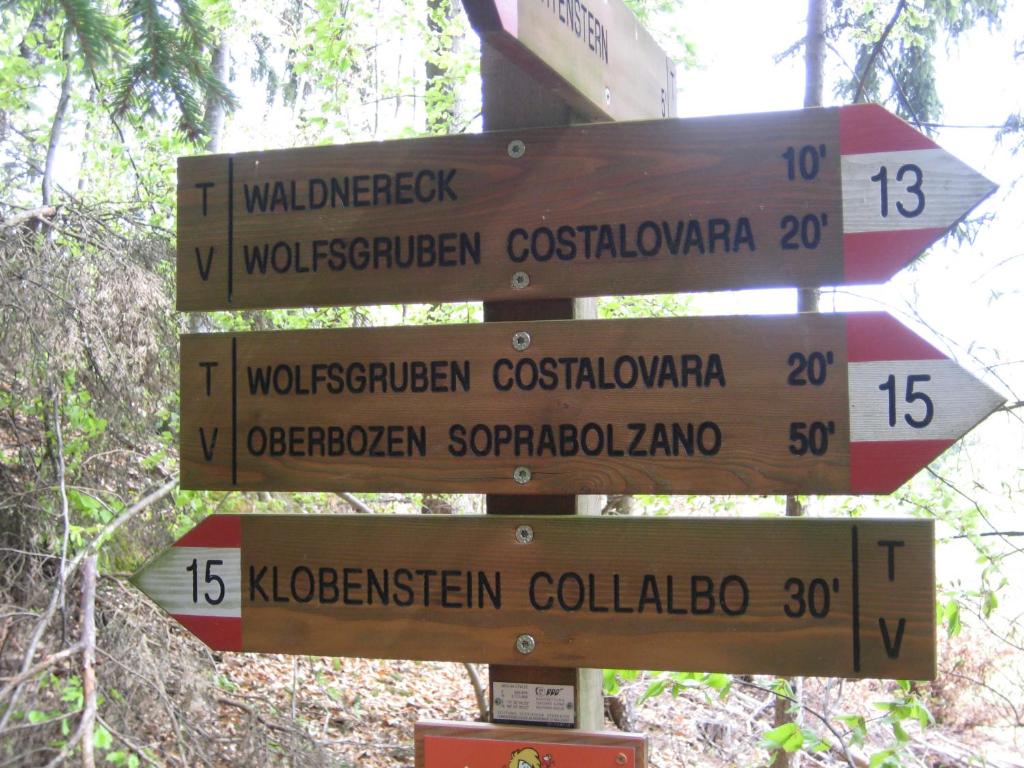 T WALDNERECK 10'
V WOLFSGRUBEN COSTALOVARA 20'
13
T WOLFSGRUBEN COSTALOVARA 20'
V OBERBOZEN SOPRABOLZANO 50'
15
15
KLOBENSTEIN COLLALBO 30'
T
V